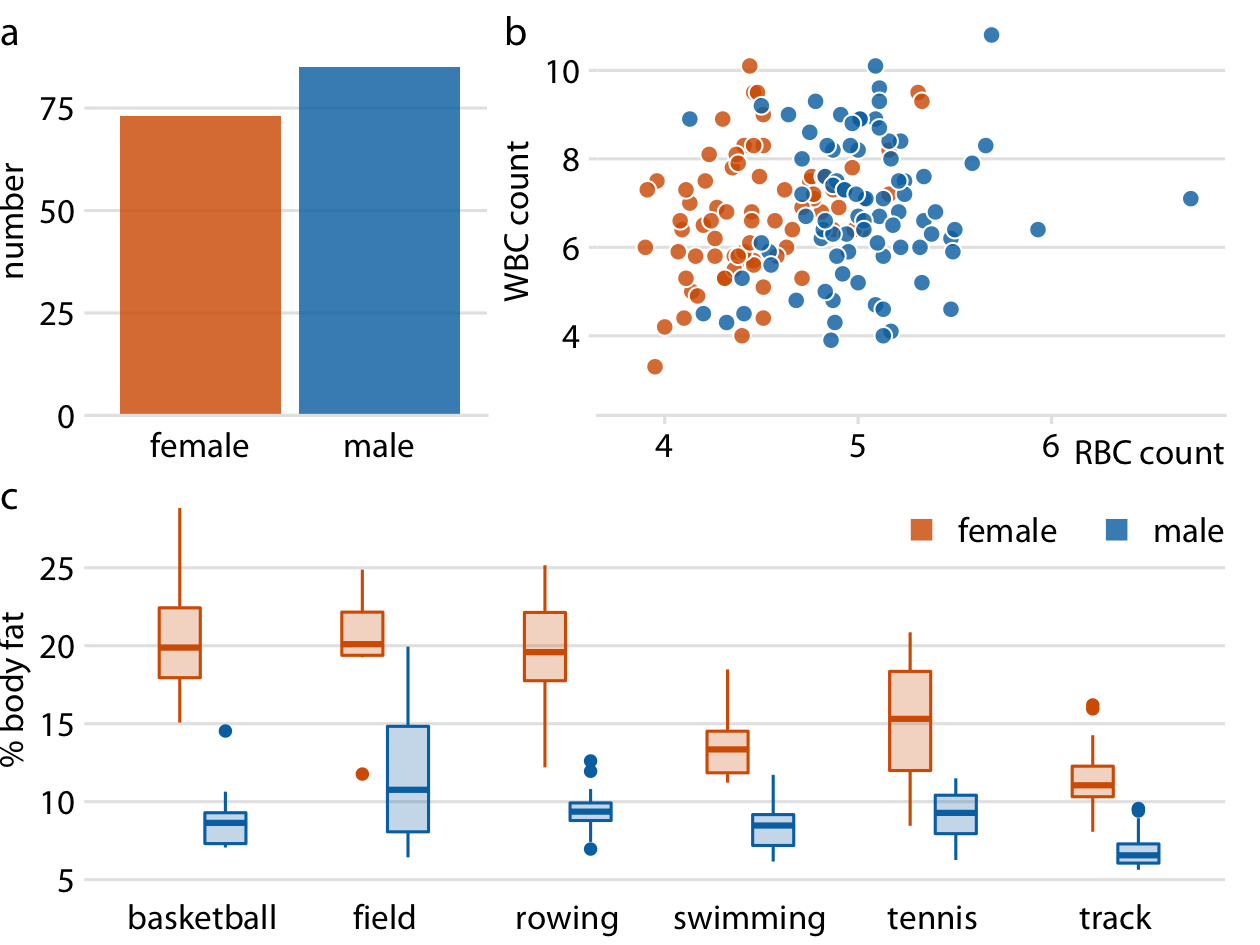 a
number
75
50
25
0
female male
b
WBC count
10
8
6
4
4 5 6 RBC count
c
female male
% body fat
25
20
15
10
5
basketball field rowing swimming tennis track